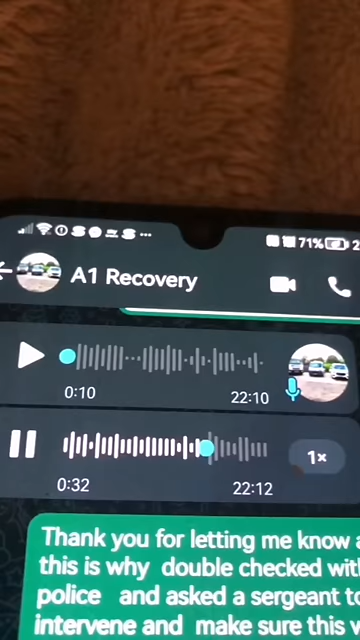 71% 2
A1 Recovery
0:10 22:10
1×
0:32 22:12
Thank you for letting me know a
this is why double checked wit
police and asked a sergeant to
intervene and make sure this v